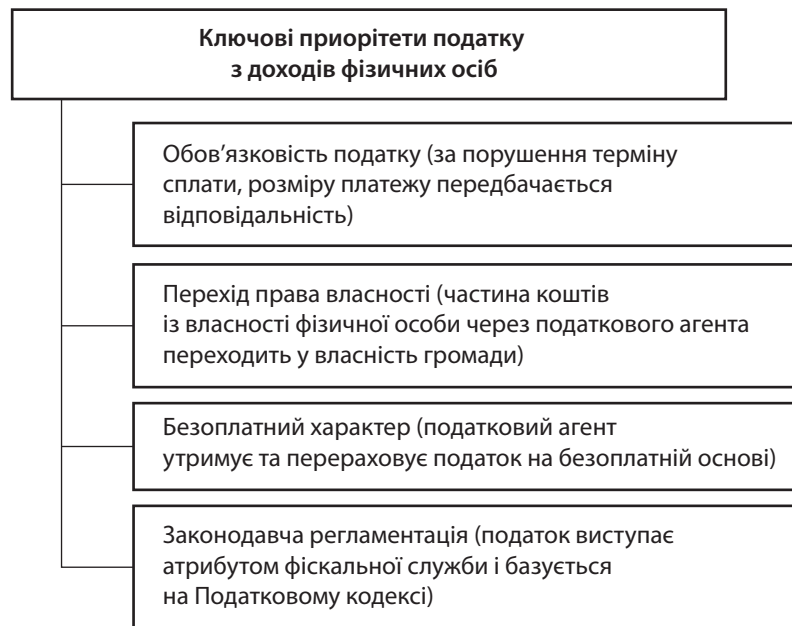 Ключові приорітети податку
з доходів фізичних осіб
Обов’язковість податку (за порушення терміну
сплати, розміру платежу передбачається
відповідальність)
Перехід права власності (частина коштів
із власності фізичної особи через податкового агента
переходить у власність громади)
Безоплатний характер (податковий агент
утримує та перераховує податок на безоплатній основі)
Законодавча регламентація (податок виступає
атрибутом фіскальної служби і базується
на Податковому кодексі)